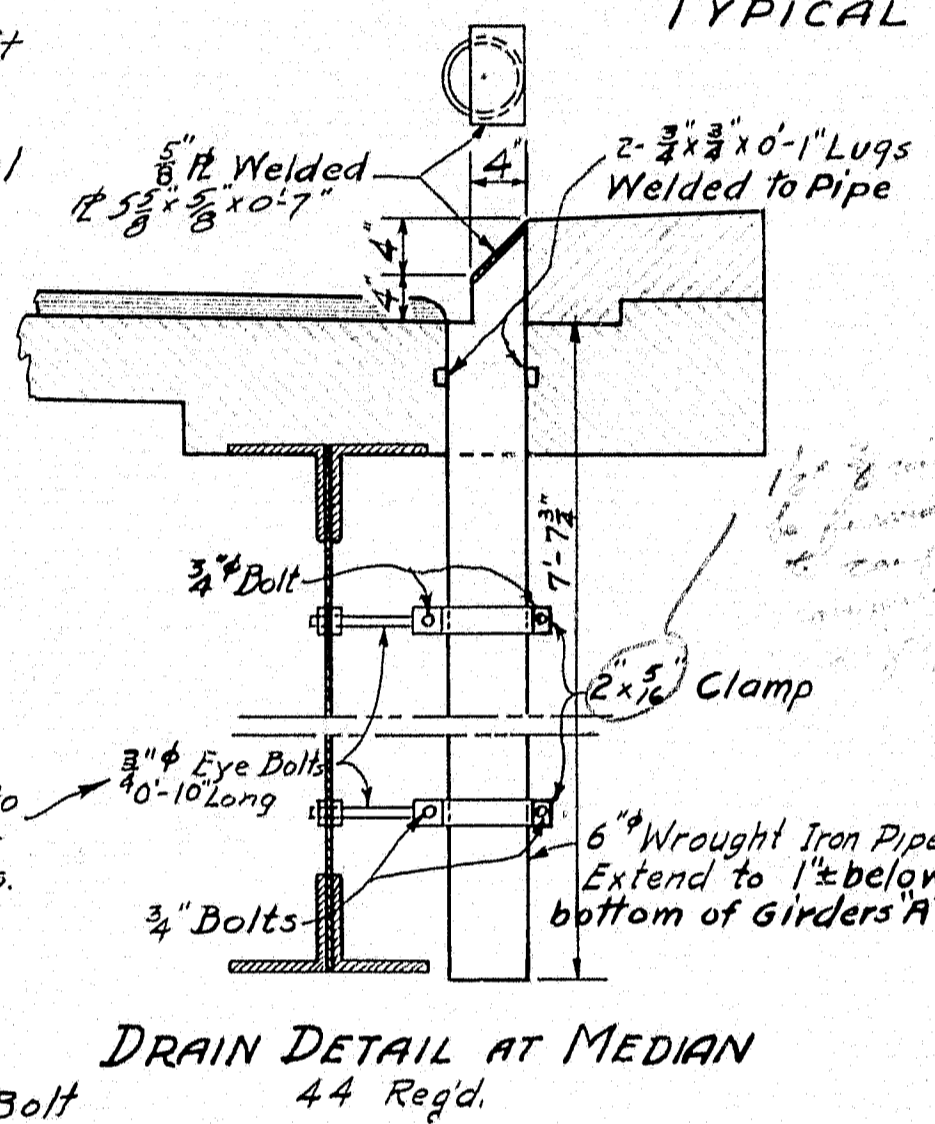 TYPICAL
5/8" ⅊ Welded
⅊ 5 5/8" x 5/8" x 0'-7"
4"
2- 3/4" x 3/4" x 0'-1" Lugs
Welded to Pipe
4"
4"
7'-7 3/4"
3/4" ϕ Bolt
2" x 5/16" Clamp
3/4" ϕ Eye Bolts
0'-10" Long
6" ϕ Wrought Iron Pipe
Extend to 1"± below
bottom of Girders "A"
3/4" Bolts
DRAIN DETAIL AT MEDIAN
44 Req'd.
Bolt